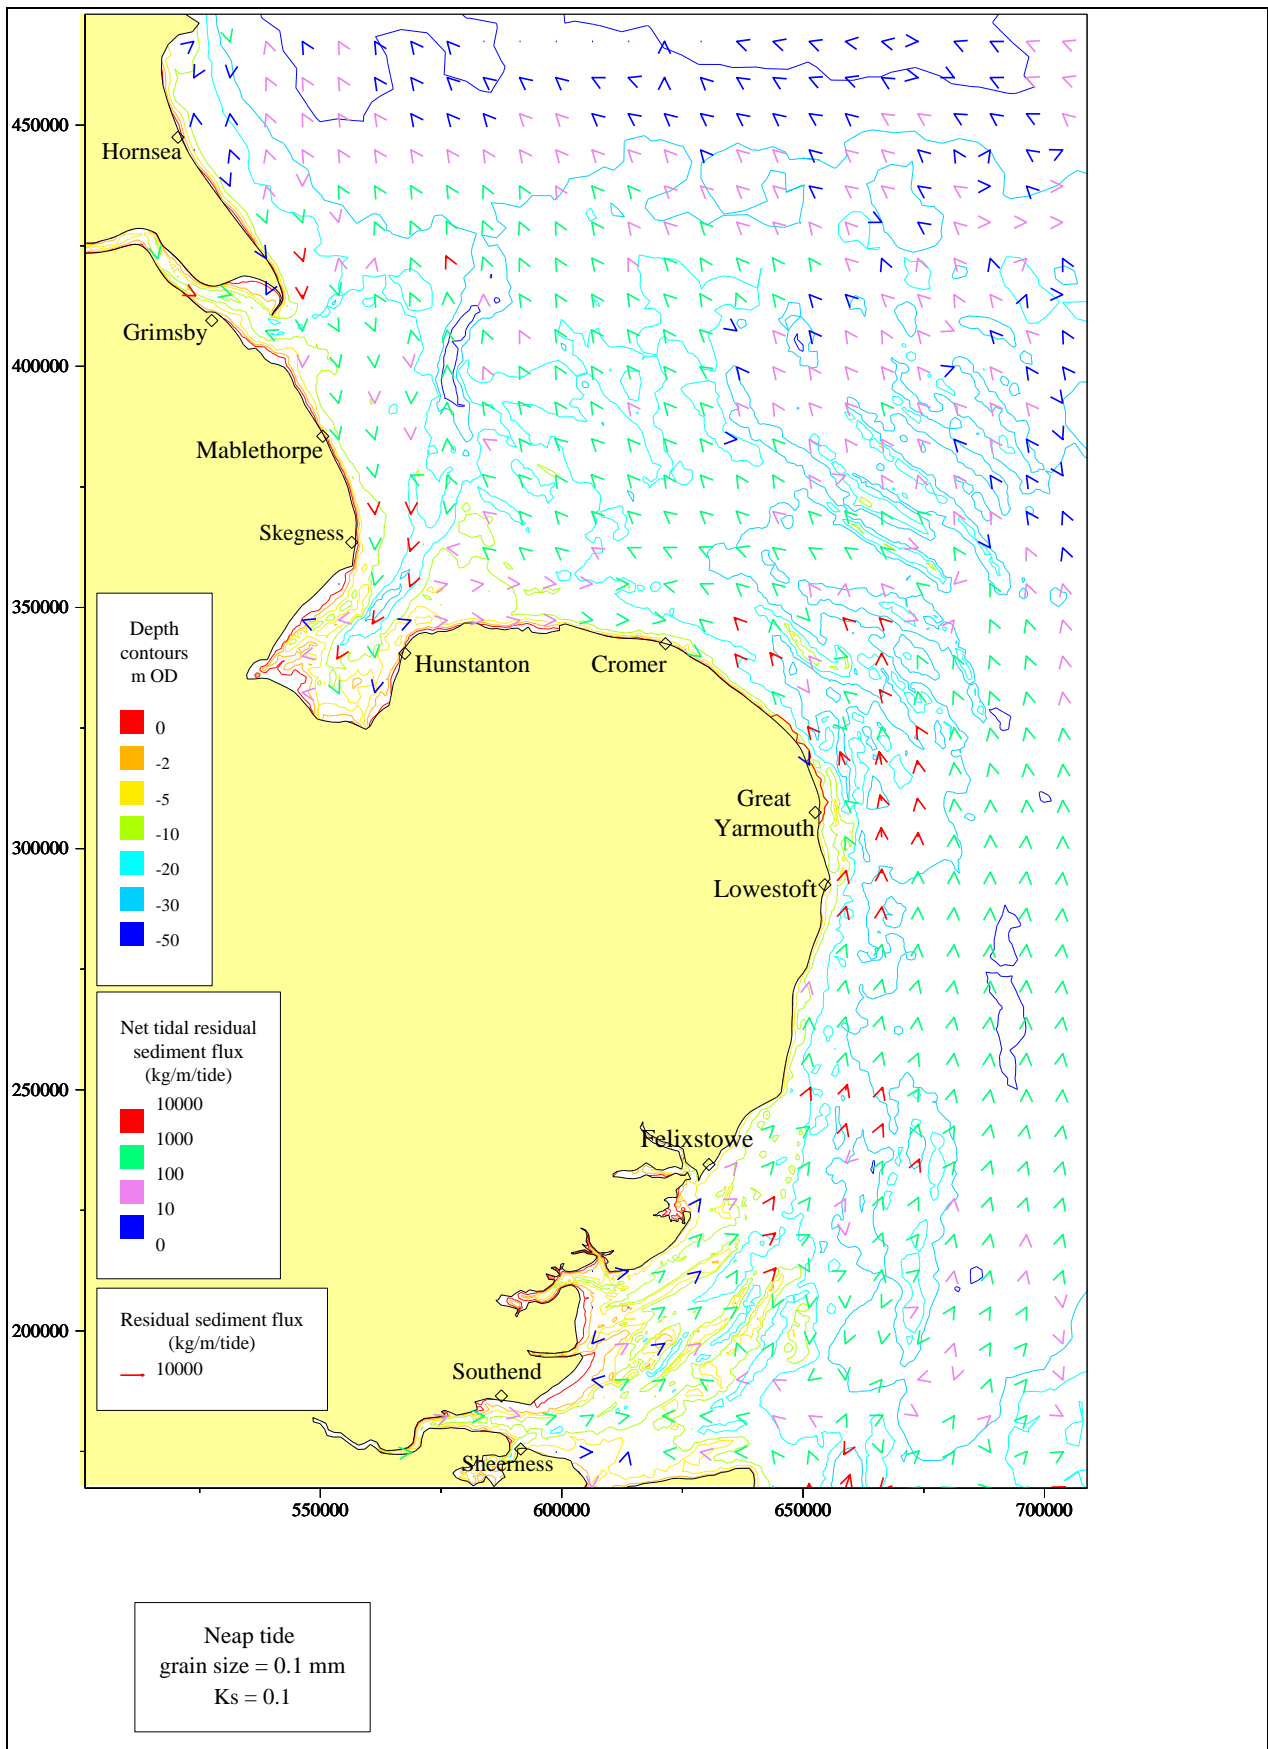 450000
Hornsea
Grimsby
400000
Mablethorpe
Skegness
350000
Hunstanton
Cromer
Depth
contours
m OD
0
-2
-5
-10
-20
-30
-50
Great
Yarmouth
300000
Lowestoft
Net tidal residual
sediment flux
(kg/m/tide)
10000
1000
100
10
0
250000
Felixstowe
Residual sediment flux
(kg/m/tide)
10000
200000
Southend
Sheerness
550000
600000
650000
700000
Neap tide
grain size = 0.1 mm
Ks = 0.1